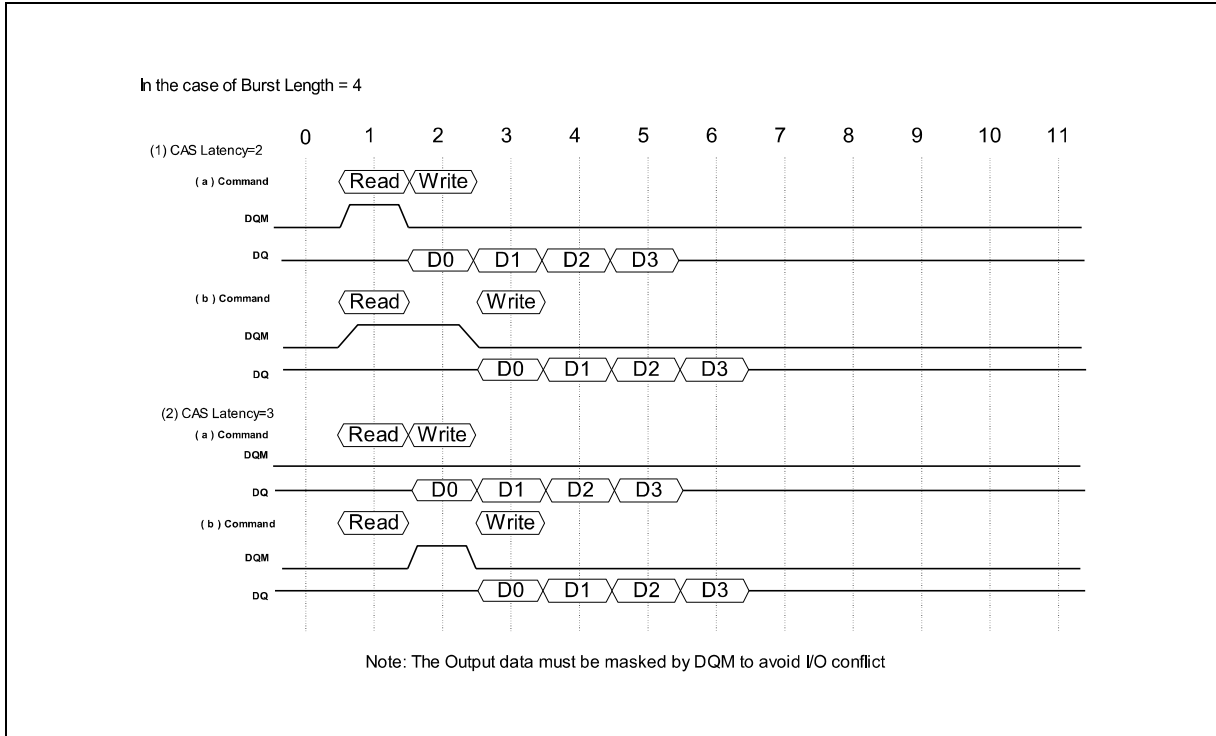 In the case of Burst Length = 4
0 1 2 3 4 5 6 7 8 9 10 11
(1) CAS Latency=2
( a ) Command Read Write
DQM
DQ D0 D1 D2 D3
( b ) Command Read Write
DQM
DQ D0 D1 D2 D3
(2) CAS Latency=3
( a ) Command Read Write
DQM
DQ D0 D1 D2 D3
( b ) Command Read Write
DQM
DQ D0 D1 D2 D3
Note: The Output data must be masked by DQM to avoid I/O conflict